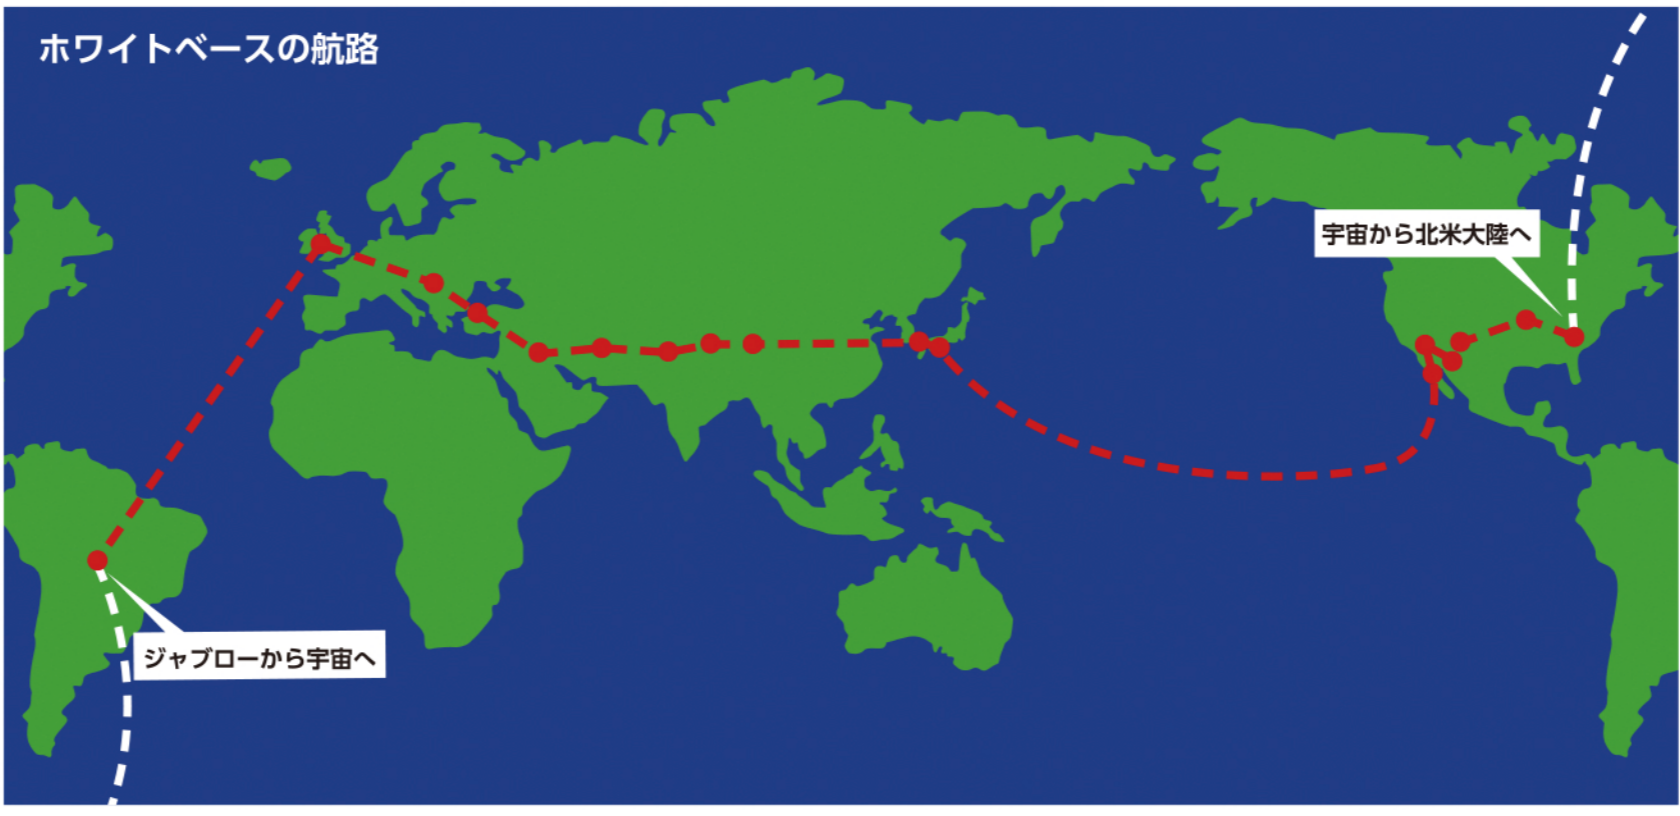 ホワイトベースの航路
宇宙から北米大陸へ
ジャブローから宇宙へ